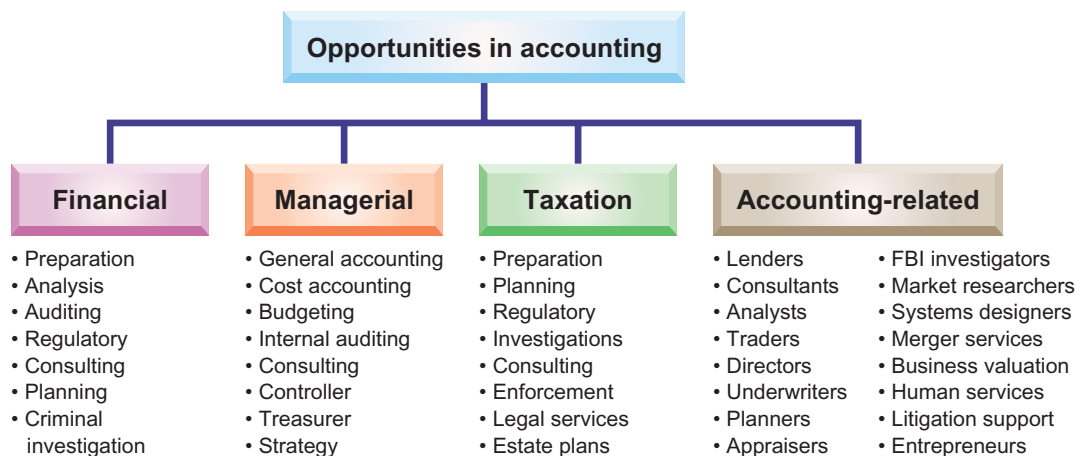 Opportunities in accounting
Financial
• Preparation
• Analysis
• Auditing
• Regulatory
• Consulting
• Planning
• Criminal
investigation
Managerial
• General accounting
• Cost accounting
• Budgeting
• Internal auditing
• Consulting
• Controller
• Treasurer
• Strategy
Taxation
• Preparation
• Planning
• Regulatory
• Investigations
• Consulting
• Enforcement
• Legal services
• Estate plans
Accounting-related
• Lenders
• Consultants
• Analysts
• Traders
• Directors
• Underwriters
• Planners
• Appraisers
• FBI investigators
• Market researchers
• Systems designers
• Merger services
• Business valuation
• Human services
• Litigation support
• Entrepreneurs